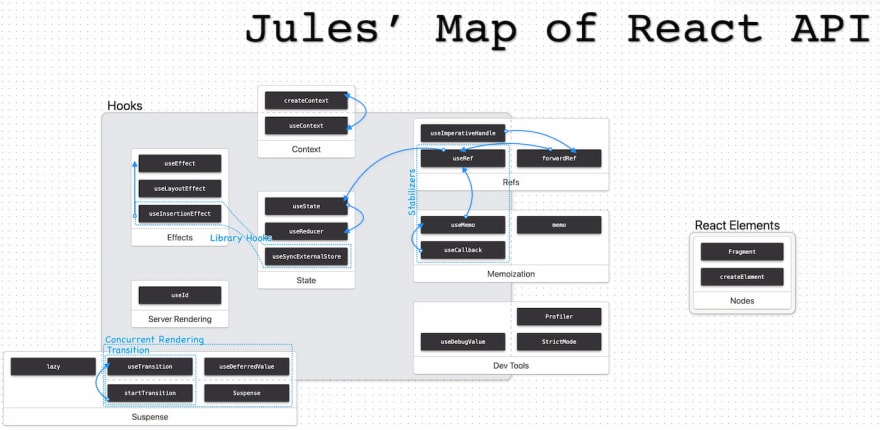 Jules’ Map of React API
Hooks
createContext
useContext
Context
useEffect
useLayoutEffect
useInsertionEffect
Effects
Library Hooks
useState
useReducer
useSyncExternalStore
State
useImperativeHandle
useRef
forwardRef
Refs
Stabilizers
useMemo
memo
useCallback
Memoization
useId
Server Rendering
Profiler
useDebugValue
StrictMode
Dev Tools
Concurrent Rendering
Transition
lazy
useTransition
useDeferredValue
startTransition
Suspense
Suspense
React Elements
Fragment
createElement
Nodes